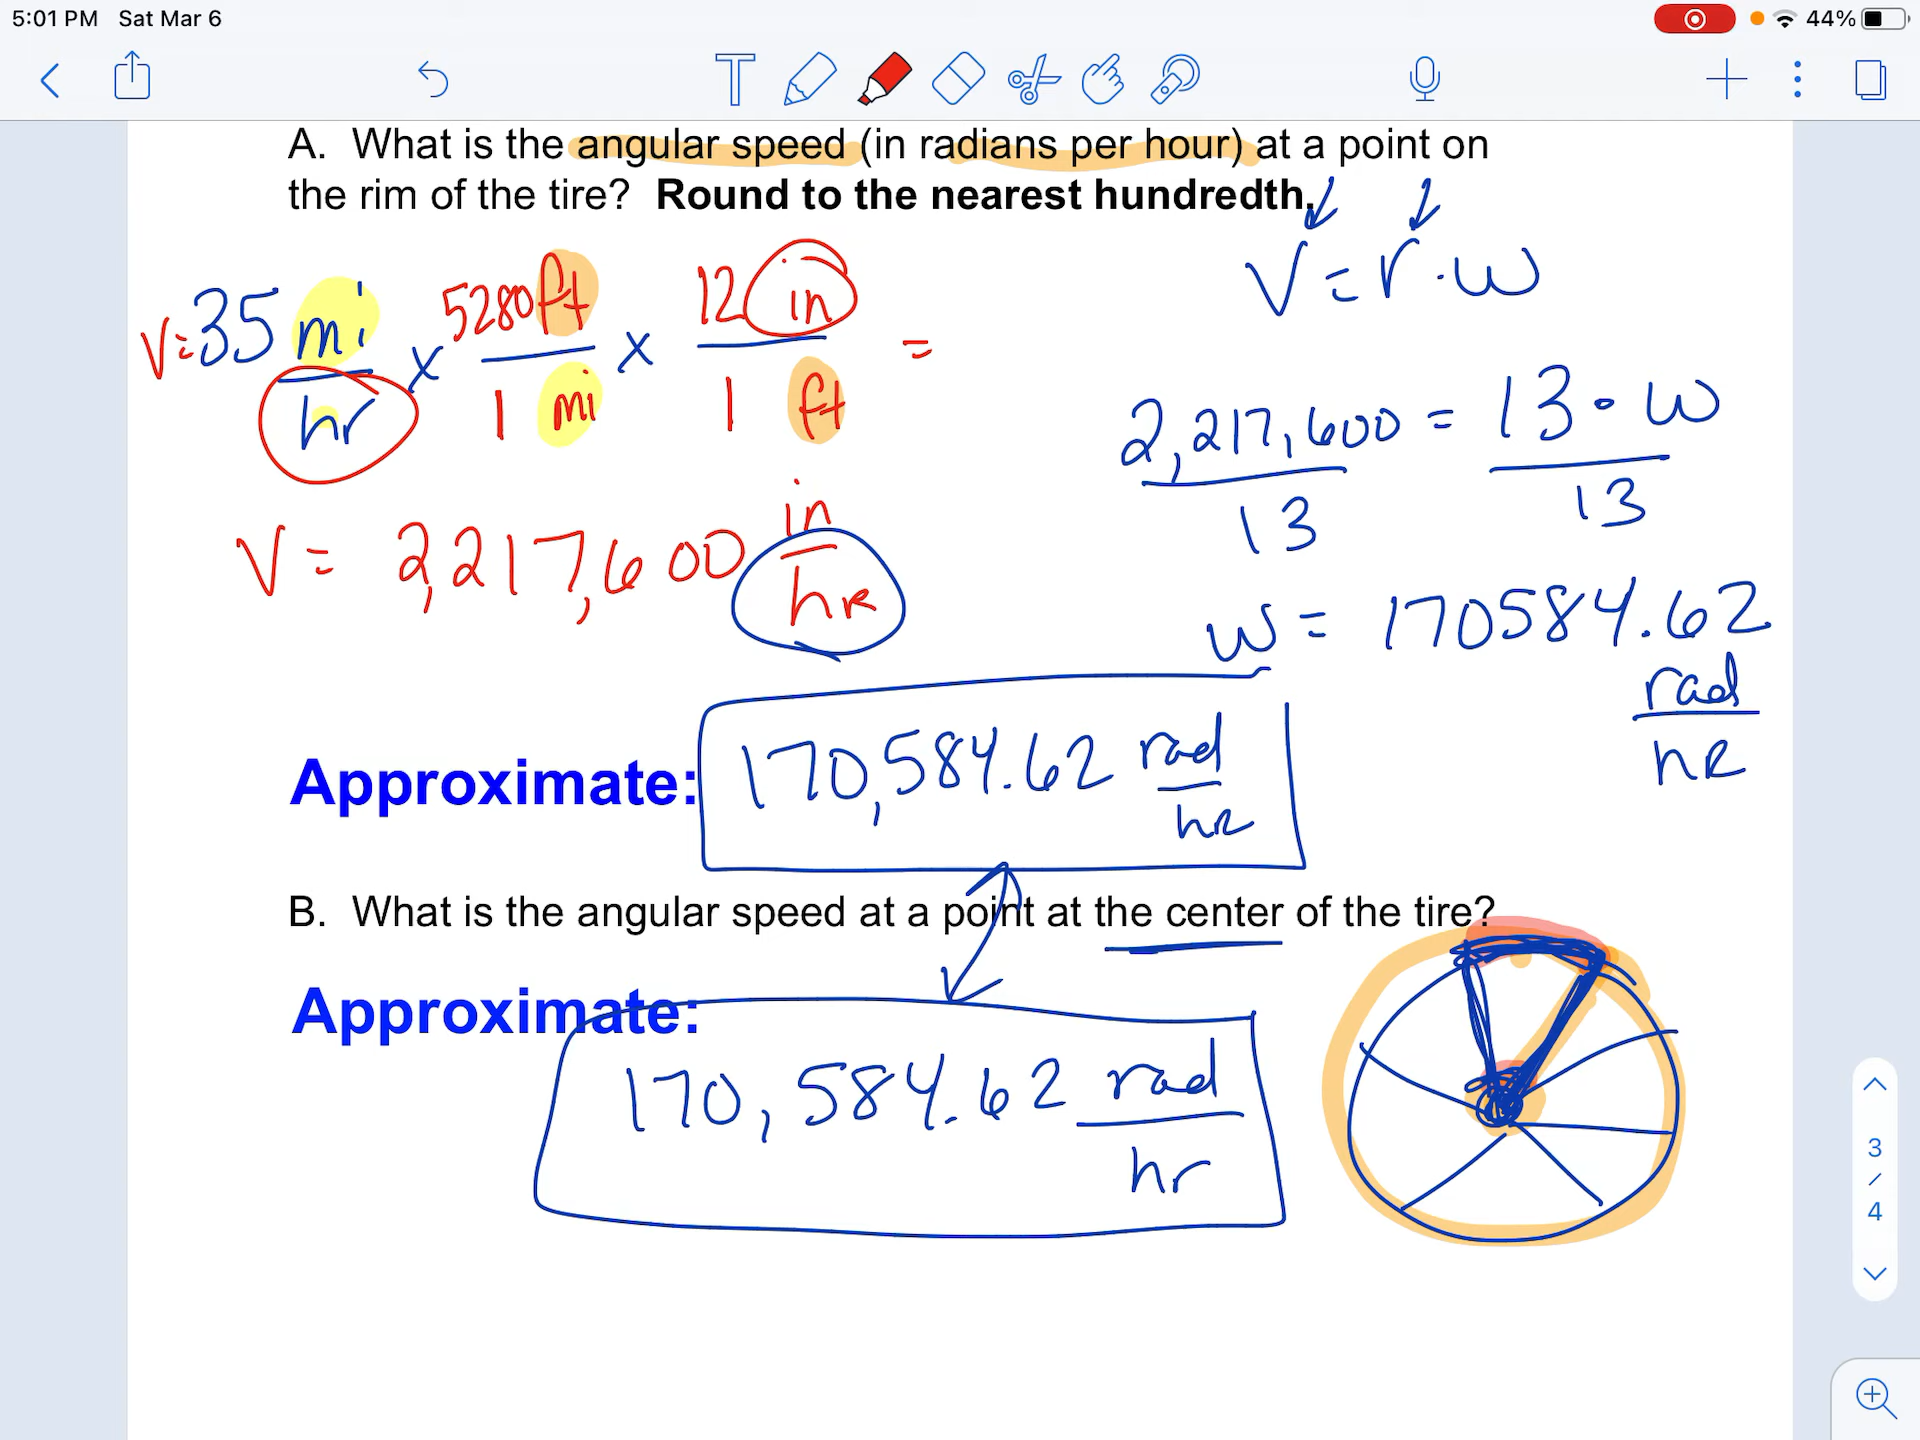 5:01 PM Sat Mar 6 44%
T
A. What is the angular speed (in radians per hour) at a point on
the rim of the tire? Round to the nearest hundredth.
V = r · w
V = 35 mi/hr x 5280 ft/1 mi x 12 in/1 ft =
2,217,600/13 = 13 · w/13
V = 2,217,600 in/hR
w = 170584.62 rad/hR
Approximate: 170,584.62 rad/hR
B. What is the angular speed at a point at the center of the tire?
Approximate:
170,584.62 rad/hr
3
/
4